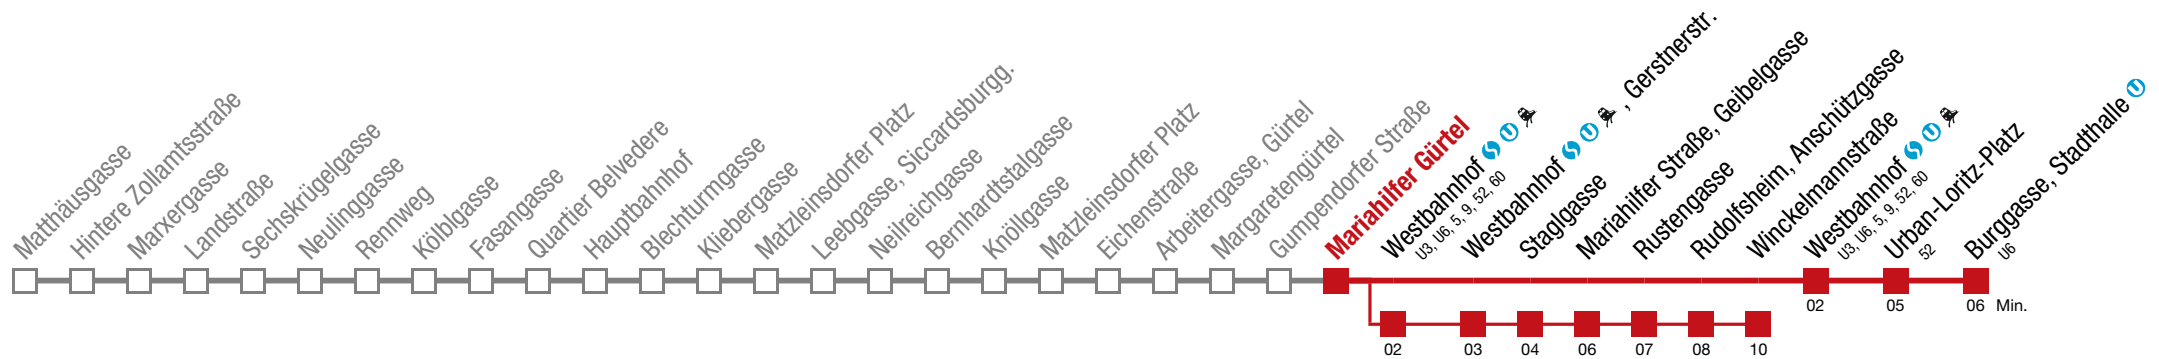 Matthäusgasse
Hintere Zollamtsstraße
Marxergasse
Landstraße
Sechskrügelgasse
Neulinggasse
Rennweg
Kölblgasse
Fasangasse
Quartier Belvedere
Hauptbahnhof
Blechturmgasse
Kliebergasse
Matzleinsdorfer Platz
Leebgasse, Siccardsburgg.
Neilreichgasse
Bernhardtstalgasse
Knöllgasse
Matzleinsdorfer Platz
Eichenstraße
Arbeitergasse, Gürtel
Margaretengürtel
Gumpendorfer Straße
Mariahilfer Gürtel
Westbahnhof
U3, U6, 5, 9, 52, 60
Westbahnhof , Gerstnerstr.
Staglgasse
Mariahilfer Straße, Geibelgasse
Rustengasse
Rudolfsheim, Anschützgasse
Winckelmannstraße
Westbahnhof
U3, U6, 5, 9, 52, 60
Urban-Loritz-Platz
52
Burggasse, Stadthalle
U6
02 05 06 Min.
02 03 04 06 07 08 10